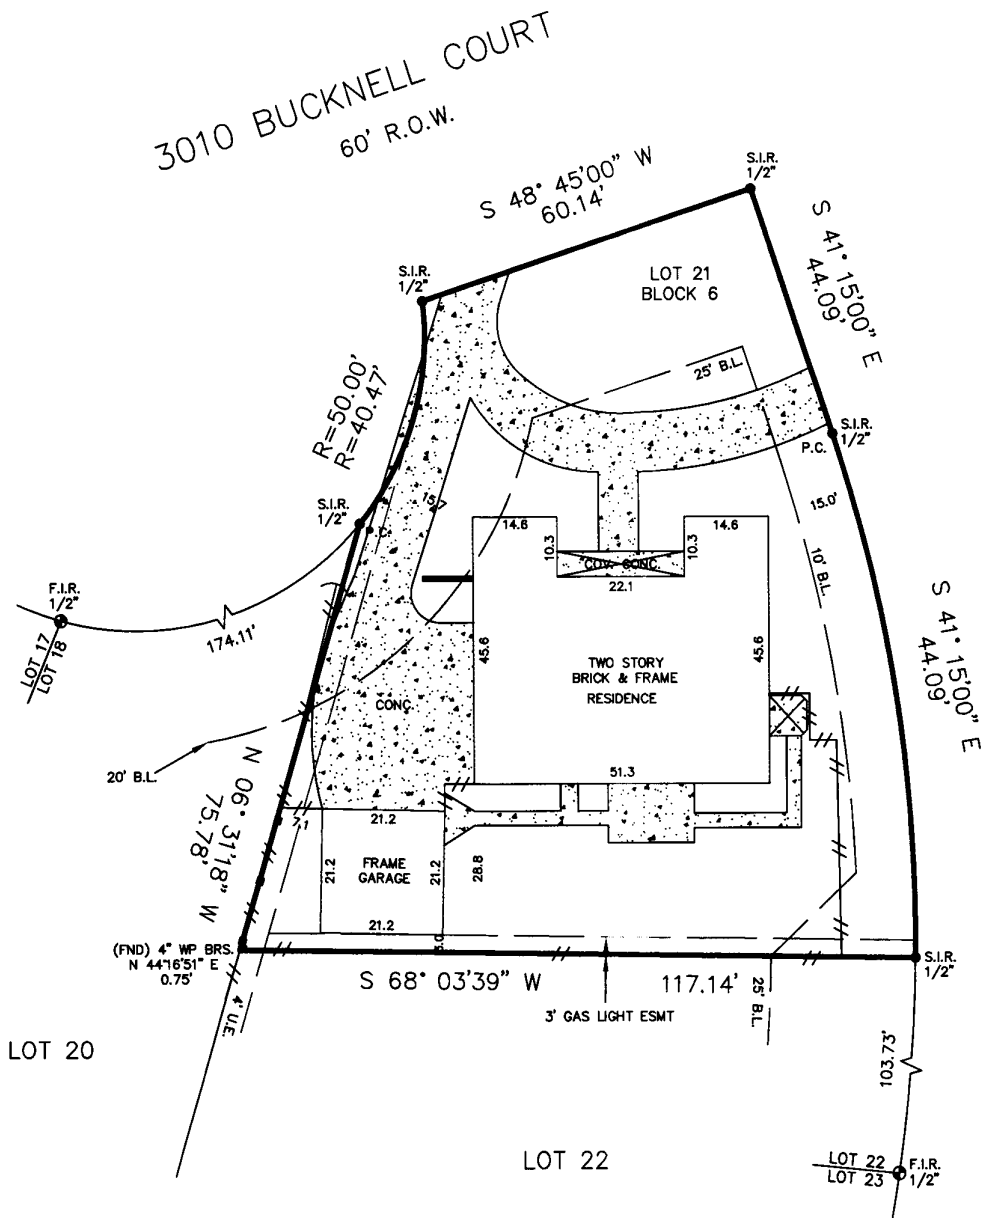 3010 BUCKNELL COURT
60' R.O.W.
S.I.R.
1/2"
S 48° 45'00" W
60.14'
S 41° 15'00" E
44.09'
S.I.R.
1/2"
LOT 21
BLOCK 6
25' B.L.
R=50.00'
R=40.47'
S.I.R.
1/2"
P.C.
15.0'
10' B.L.
S.I.R.
1/2"
C.
15.7
14.6
14.6
10.3
10.3
COV. CONC.
22.1
F.I.R.
1/2"
LOT 17
LOT 18
174.11'
45.6
45.6
TWO STORY
BRICK & FRAME
RESIDENCE
S 41° 15'00" E
44.09'
CONC.
20' B.L.
51.3
N 06° 31'18" W
75.78'
7.1
21.2
21.2
FRAME
GARAGE
21.2
28.8
21.2
(FND) 4" WP BRS.
N 44°16'51" E
0.75'
S 68° 03'39" W
117.14'
S.I.R.
1/2"
4' U.E.
3' GAS LIGHT ESMT
25' B.L.
LOT 20
103.73'
LOT 22
LOT 22
LOT 23
F.I.R.
1/2"